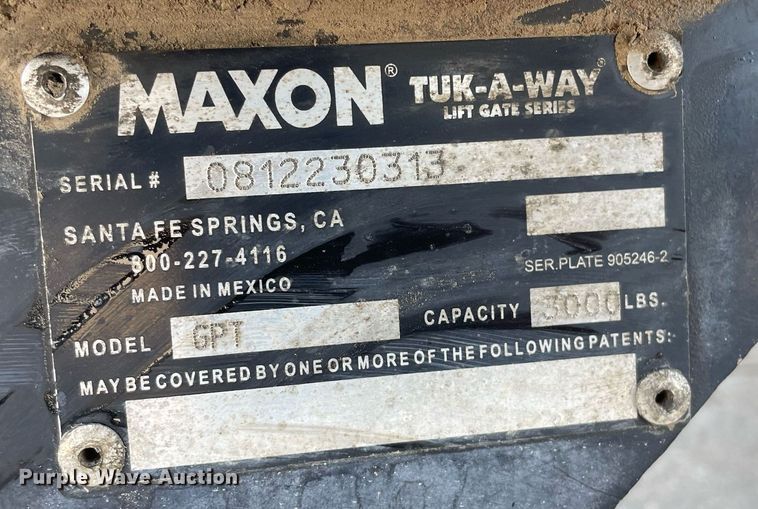 MAXON® TUK-A-WAY®
LIFT GATE SERIES
SERIAL # 0812230313
SANTA FE SPRINGS, CA
800-227-4116
SER.PLATE 905246-2
MADE IN MEXICO
MODEL GPT CAPACITY 3000 LBS.
MAY BE COVERED BY ONE OR MORE OF THE FOLLOWING PATENTS:
Purple Wave Auction